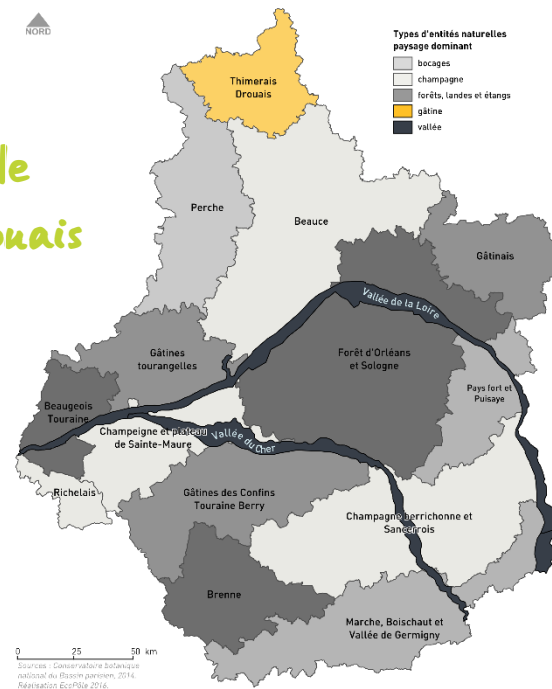 NORD
Types d'entités naturelles
paysage dominant
bocages
champagne
forêts, landes et étangs
gâtine
vallée
Thimerais
Drouais
de
ouais
Perche
Beauce
Gâtinais
Vallée de la Loire
Gâtines
tourangelles
Forêt d'Orléans
et Sologne
Pays fort et
Puisaye
Beaugeois
Touraine
Champeigne et plateau
de Sainte-Maure
Vallée du Cher
Richelais
Gâtines des Confins
Touraine Berry
Champagne berrichonne et
Sancerrois
Brenne
Marche, Boischaut et
Vallée de Germigny
0 25 50 km
Sources : Conservatoire botanique
national du Bassin parisien, 2014.
Réalisation EcoPôle 2016.